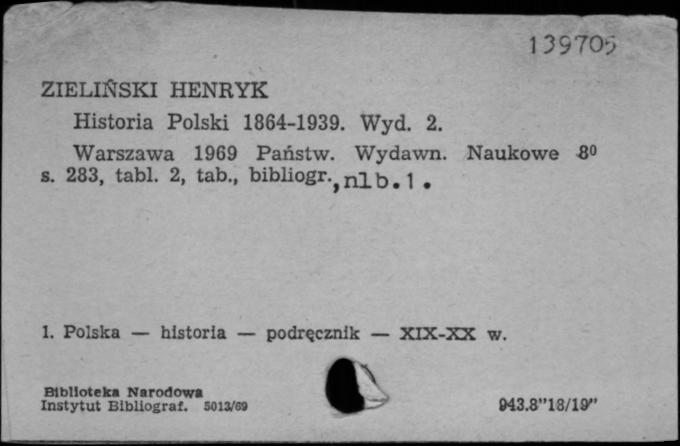 139705
ZIELIŃSKI HENRYK
Historia Polski 1864-1939. Wyd. 2.
Warszawa 1969 Państw. Wydawn. Naukowe 8⁰
s. 283, tabl. 2, tab., bibliogr.,nlb.1.
1. Polska — historia — podręcznik — XIX-XX w.
Biblioteka Narodowa
Instytut Bibliograf. 5013/69
943.8"18/19"